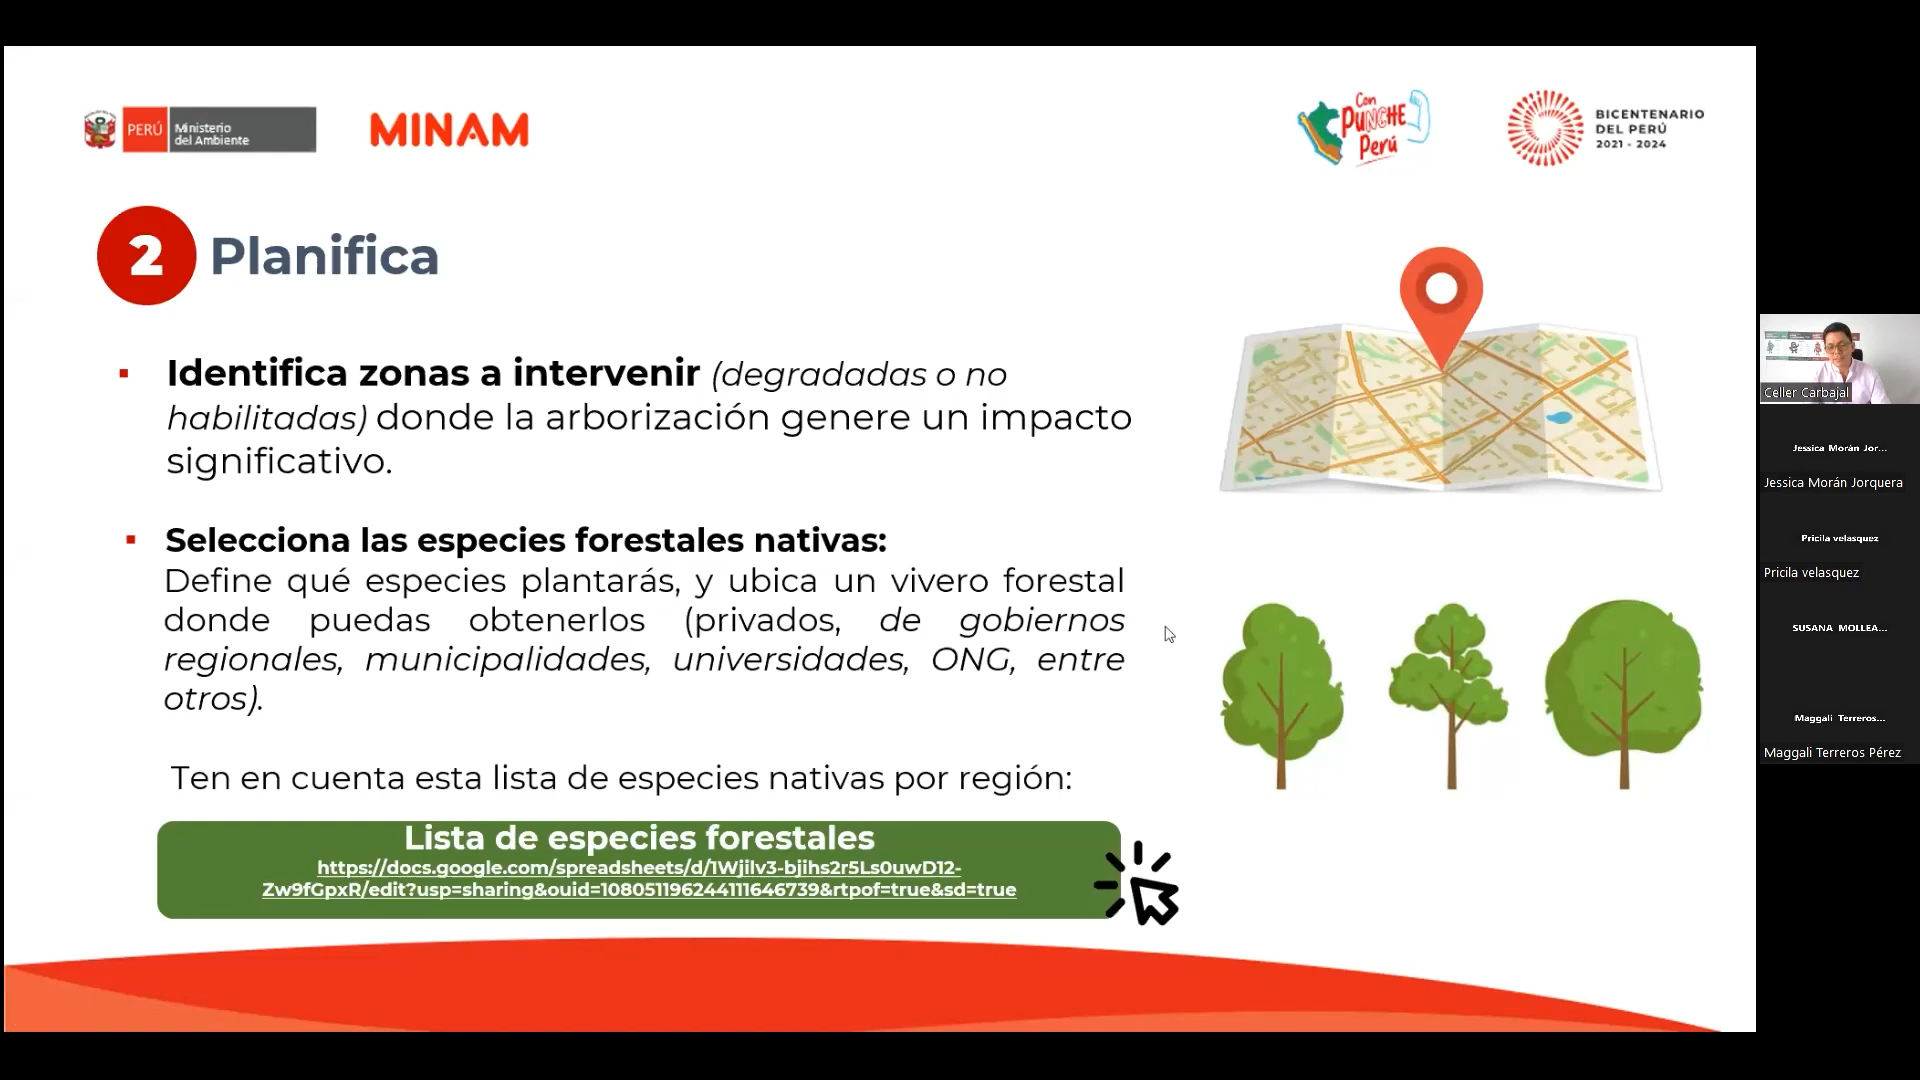 PERÚ
Ministerio
del Ambiente
MINAM
Con
PUNCHE
Perú
BICENTENARIO
DEL PERÚ
2021 - 2024
2 Planifica
Identifica zonas a intervenir (degradadas o no
habilitadas) donde la arborización genere un impacto
significativo.
Selecciona las especies forestales nativas:
Define qué especies plantarás, y ubica un vivero forestal
donde puedas obtenerlos (privados, de gobiernos
regionales, municipalidades, universidades, ONG, entre
otros).
Ten en cuenta esta lista de especies nativas por región:
Lista de especies forestales
https://docs.google.com/spreadsheets/d/1Wjilv3-bjihs2r5Ls0uwD12-
Zw9fGpxR/edit?usp=sharing&ouid=108051196244111646739&rtpof=true&sd=true
Celler Carbajal
Jessica Morán Jor...
Jessica Morán Jorquera
Pricila velasquez
Pricila velasquez
SUSANA MOLLEA...
Maggali Terreros...
Maggali Terreros Pérez